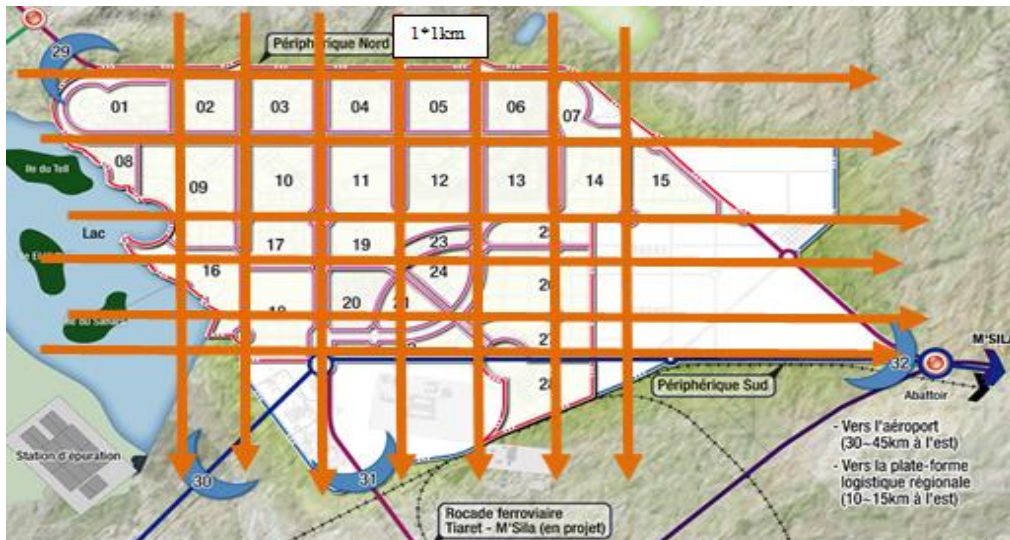 1*1km
Périphérique Nord
29
01
02
03
04
05
06
07
08
09
10
11
12
13
14
15
Ile du Tell
Lac
16
17
19
23
24
20
28
32
M'SILA
Abattoir
Périphérique Sud
- Vers l'aéroport
(30~45km à l'est)
- Vers la plate-forme
logistique régionale
(10~15km à l'est)
Station d'épuration
30
31
Rocade ferroviaire
Tiaret - M'Sila (en projet)